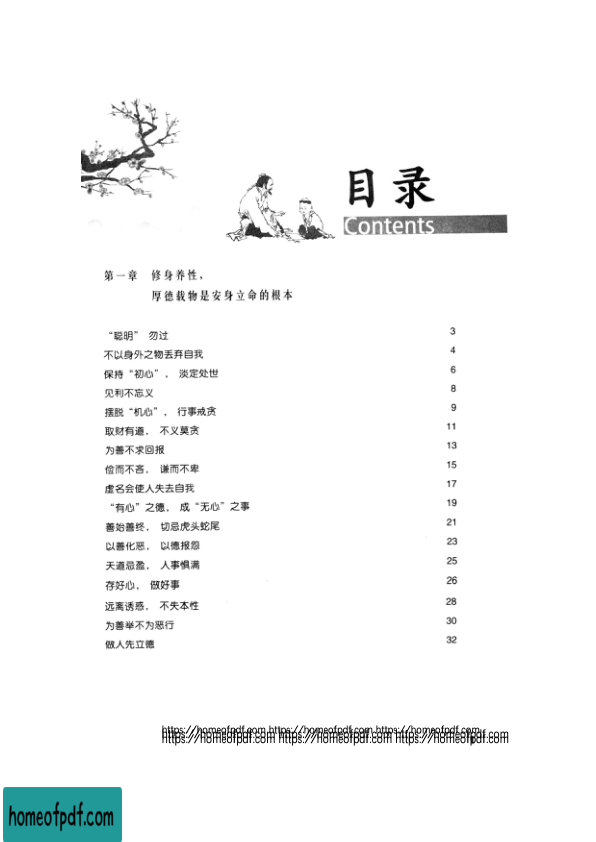 目录
Contents
第一章 修身养性,
厚德载物是安身立命的根本
“聪明” 勿过 3
不以身外之物丢弃自我 4
保持“初心”, 淡定处世 6
见利不忘义 8
摆脱“机心”, 行事戒贪 9
取财有道, 不义莫贪 11
为善不求回报 13
俭而不吝, 谦而不卑 15
虚名会使人失去自我 17
“有心”之德, 成“无心”之事 19
善始善终, 切忌虎头蛇尾 21
以善化恶, 以德报怨 23
天道忌盈, 人事惧满 25
存好心, 做好事 26
远离诱惑, 不失本性 28
为善举不为恶行 30
做人先立德 32
https://homeofpdf.com https://homeofpdf.com https://homeofpdf.com
https://homeofpdf.com https://homeofpdf.com https://homeofpdf.com
homeofpdf.com